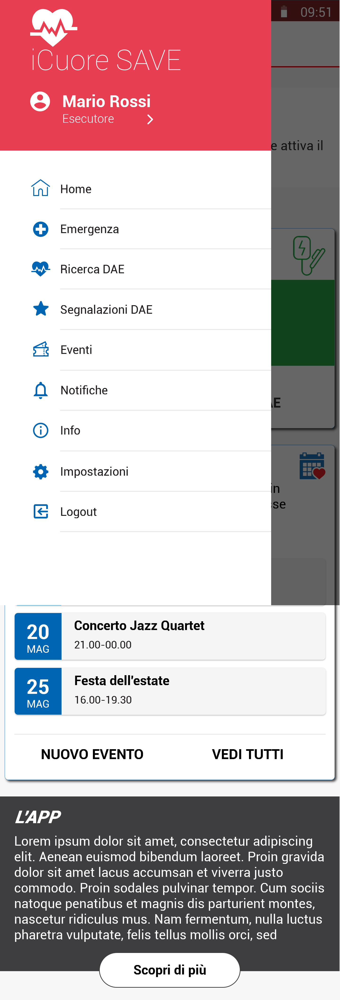 09:51
iCuore SAVE
Mario Rossi
Esecutore
e attiva il
Home
Emergenza
Ricerca DAE
Segnalazioni DAE
Eventi
Notifiche
AE
Info
Impostazioni
in
sse
Logout
20
MAG
Concerto Jazz Quartet
21.00-00.00
25
MAG
Festa dell'estate
16.00-19.30
NUOVO EVENTO
VEDI TUTTI
L'APP
Lorem ipsum dolor sit amet, consectetur adipiscing
elit. Aenean euismod bibendum laoreet. Proin gravida
dolor sit amet lacus accumsan et viverra justo
commodo. Proin sodales pulvinar tempor. Cum sociis
natoque penatibus et magnis dis parturient montes,
nascetur ridiculus mus. Nam fermentum, nulla luctus
pharetra vulputate, felis tellus mollis orci, sed
Scopri di più